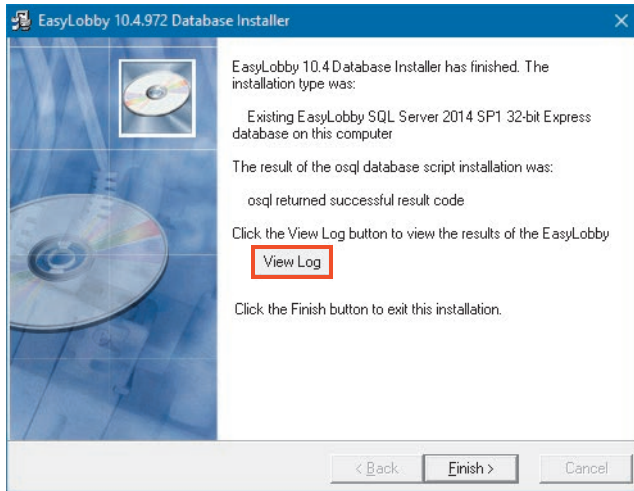 EasyLobby 10.4.972 Database Installer
EasyLobby 10.4 Database Installer has finished. The
installation type was:
Existing EasyLobby SQL Server 2014 SP1 32-bit Express
database on this computer
The result of the osql database script installation was:
osql returned successful result code
Click the View Log button to view the results of the EasyLobby
View Log
Click the Finish button to exit this installation.
< Back
Finish >
Cancel